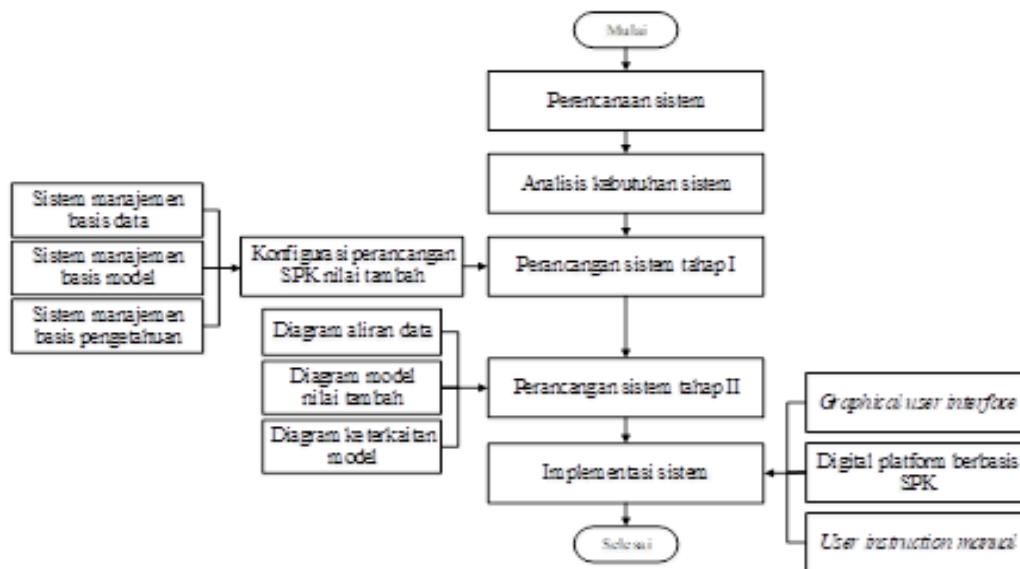 Mulai
Perencanaan sistem
Analisis kebutuhan sistem
Sistem manajemen
basis data
Sistem manajemen
basis model
Sistem manajemen
basis pengetahuan
Konfigurasi perancangan
SPK nilai tambah
Perancangan sistem tahap I
Diagram aliran data
Diagram model
nilai tambah
Diagram keterkaitan
model
Perancangan sistem tahap II
Graphical user interface
Digital platform berbasis
SPK
User instruction manual
Implementasi sistem
Selesai